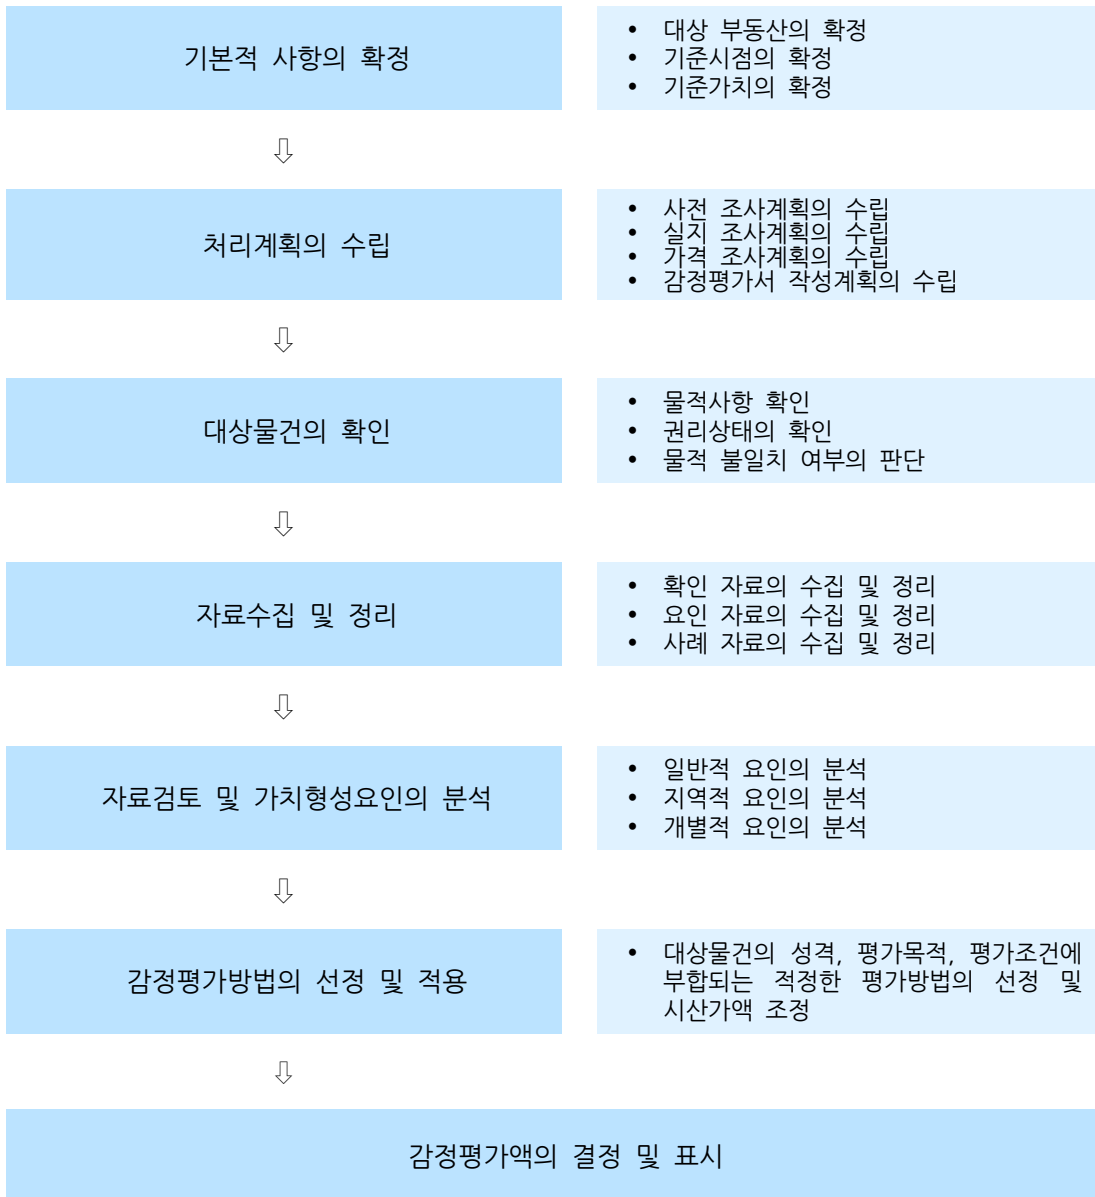 기본적 사항의 확정
• 대상 부동산의 확정
• 기준시점의 확정
• 기준가치의 확정
⇩
처리계획의 수립
• 사전 조사계획의 수립
• 실지 조사계획의 수립
• 가격 조사계획의 수립
• 감정평가서 작성계획의 수립
⇩
대상물건의 확인
• 물적사항 확인
• 권리상태의 확인
• 물적 불일치 여부의 판단
⇩
자료수집 및 정리
• 확인 자료의 수집 및 정리
• 요인 자료의 수집 및 정리
• 사례 자료의 수집 및 정리
⇩
자료검토 및 가치형성요인의 분석
• 일반적 요인의 분석
• 지역적 요인의 분석
• 개별적 요인의 분석
⇩
감정평가방법의 선정 및 적용
• 대상물건의 성격, 평가목적, 평가조건에
부합되는 적정한 평가방법의 선정 및
시산가액 조정
⇩
감정평가액의 결정 및 표시